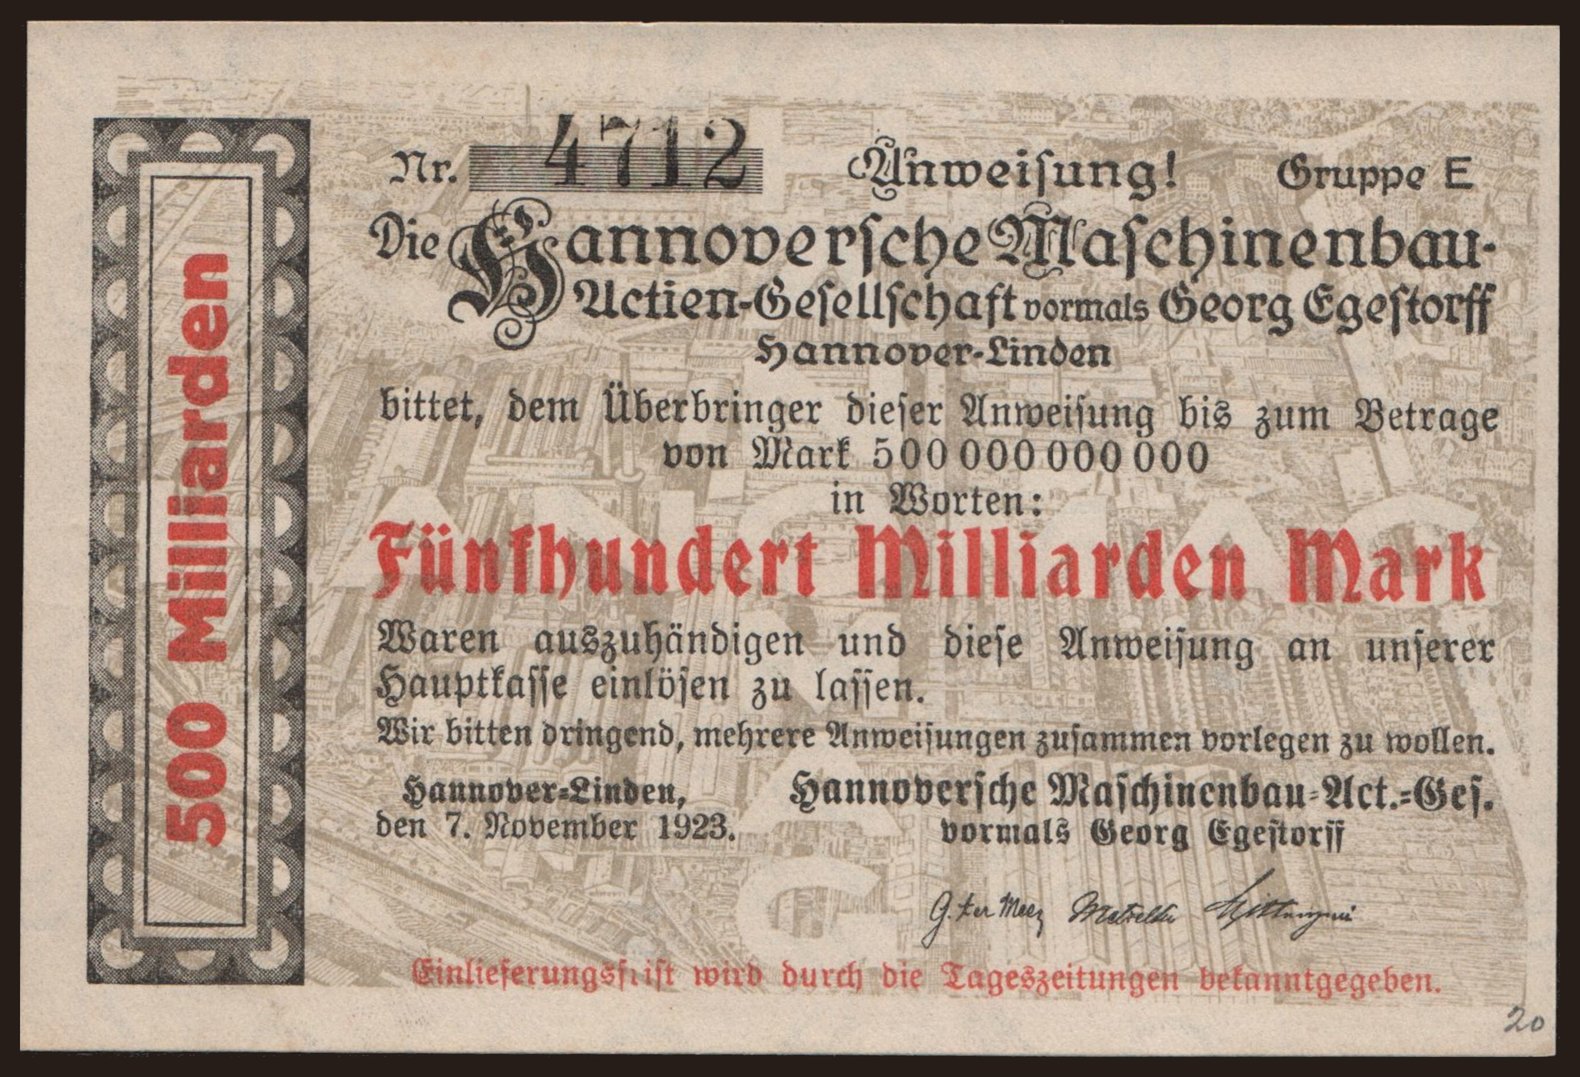 500 Milliarden
Nr. 4712 Anweisung! Gruppe E
Die Hannoversche Maschinenbau-
Actien-Gesellschaft vormals Georg Egestorff
Hannover-Linden
bittet, dem Überbringer dieser Anweisung bis zum Betrage
von Mark 500 000 000 000
in Worten:
Fünfhundert Milliarden Mark
Waren auszuhändigen und diese Anweisung an unserer
Hauptkasse einlösen zu lassen.
Wir bitten dringend, mehrere Anweisungen zusammen vorlegen zu wollen.
Hannover-Linden,
den 7. November 1923.
Hannoversche Maschinenbau-Act.-Ges.
vormals Georg Egestorff
G. ter Meer
Einlieferungsfrist wird durch die Tageszeitungen bekanntgegeben.
20